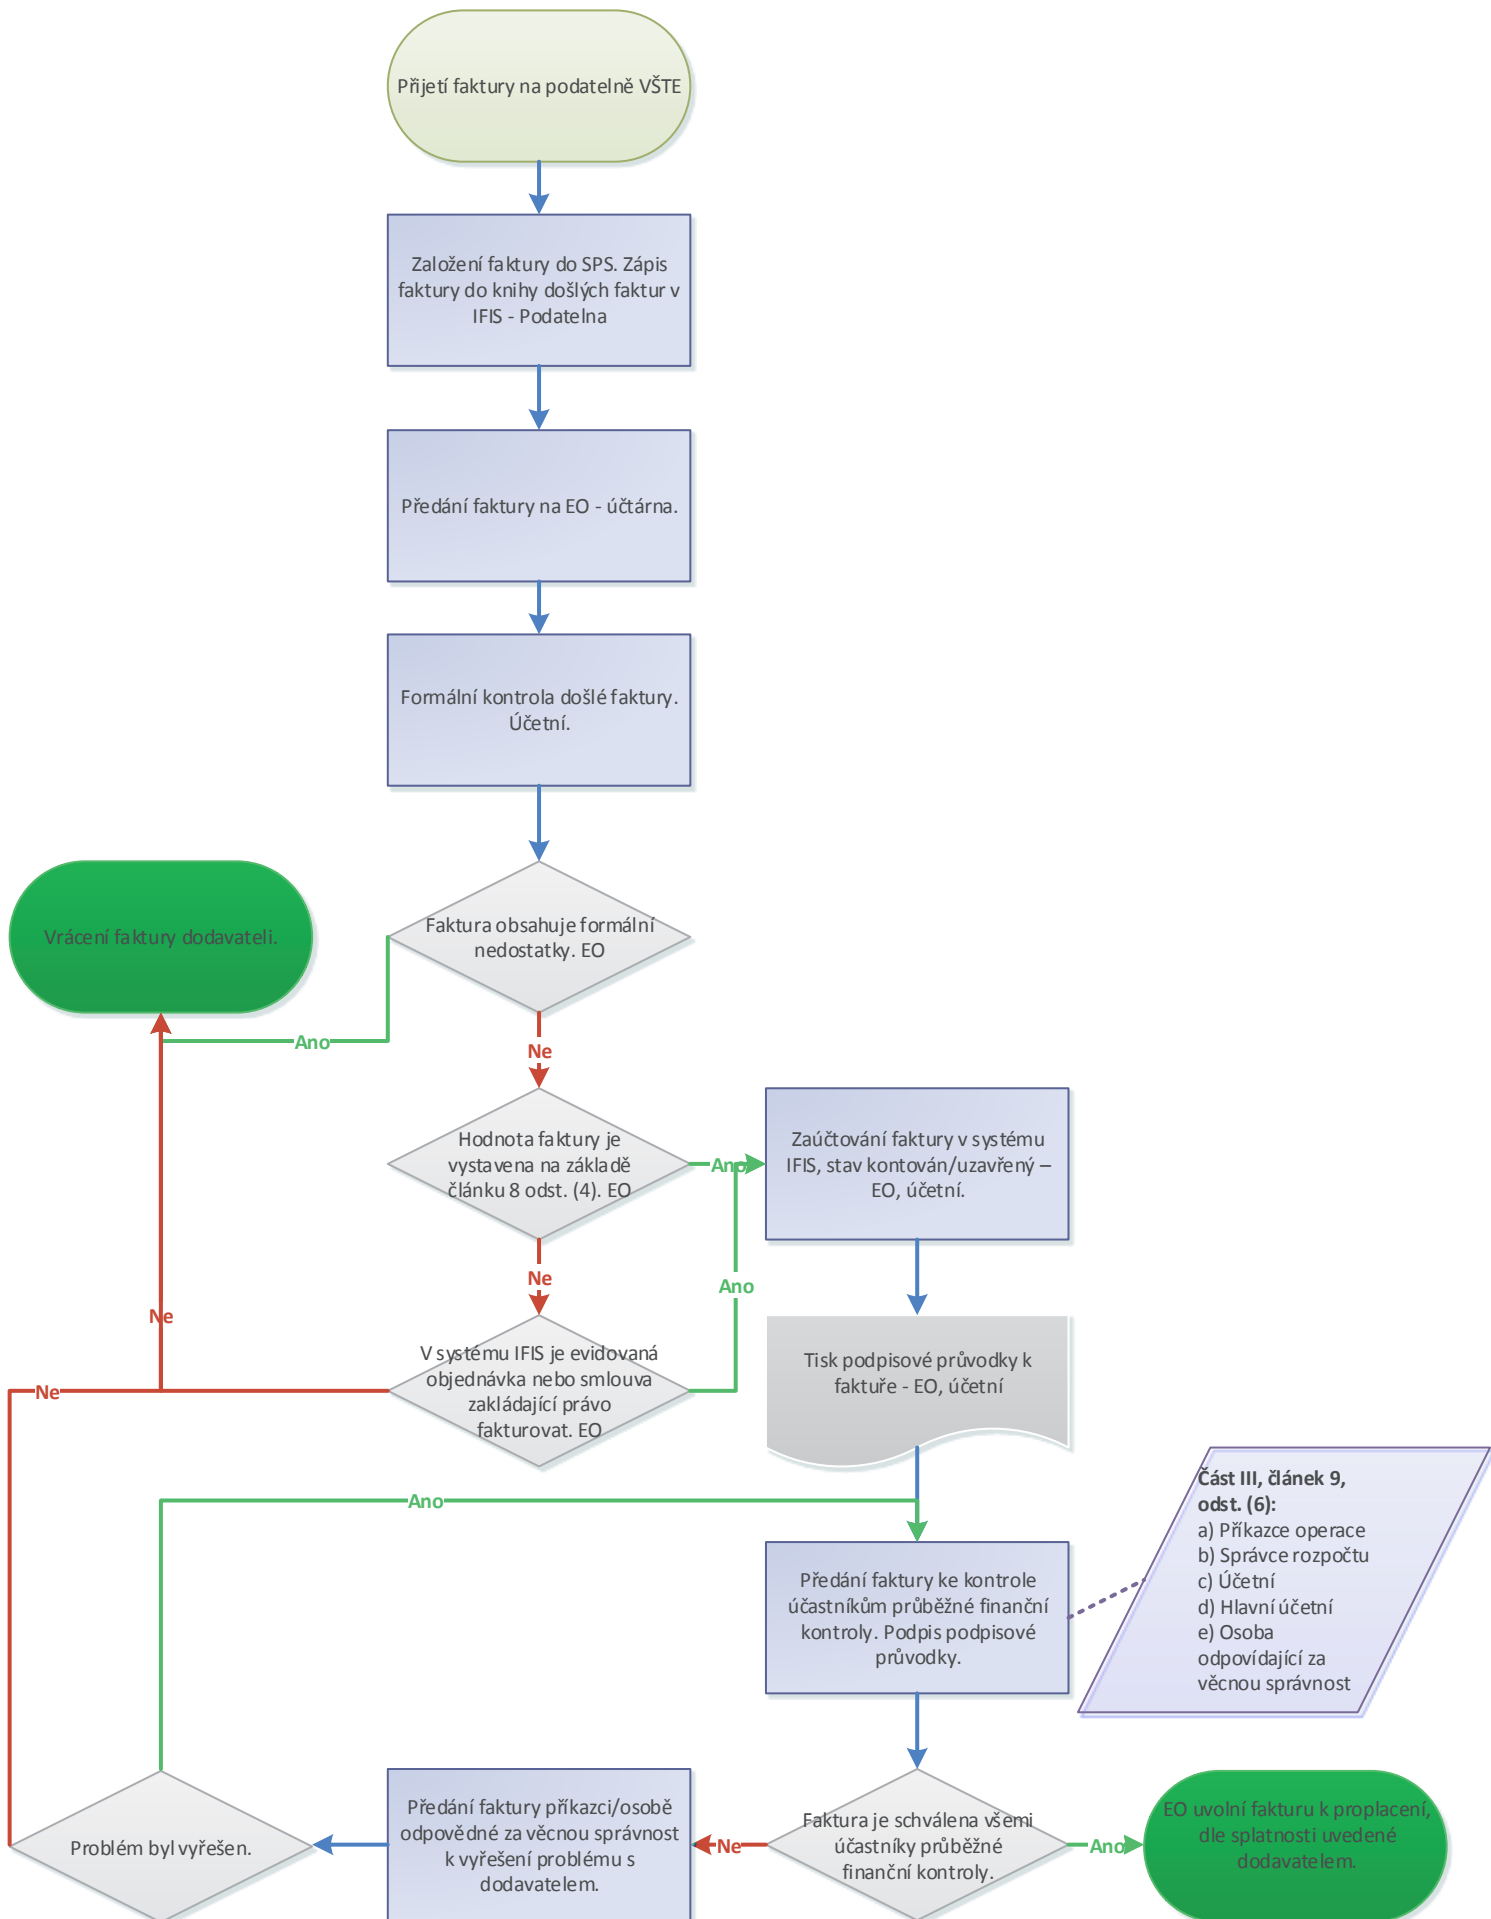 Přijetí faktury na podatelně VŠTE
Založení faktury do SPS. Zápis
faktury do knihy došlých faktur v
IFIS - Podatelna
Předání faktury na EO - účtárna.
Formální kontrola došlé faktury.
Účetní.
Vrácení faktury dodavateli.
Faktura obsahuje formální
nedostatky. EO
Ano
Ne
Hodnota faktury je
vystavena na základě
článku 8 odst. (4). EO
Ano
Zaúčtování faktury v systému
IFIS, stav kontován/uzavřený –
EO, účetní.
Ne
Ano
Ne
V systému IFIS je evidovaná
objednávka nebo smlouva
zakládající právo
fakturovat. EO
Ne
Tisk podpisové průvodky k
faktuře - EO, účetní
Ano
Část III, článek 9,
odst. (6):
a) Příkazce operace
b) Správce rozpočtu
c) Účetní
d) Hlavní účetní
e) Osoba
odpovídající za
věcnou správnost
Předání faktury ke kontrole
účastníkům průběžné finanční
kontroly. Podpis podpisové
průvodky.
Problém byl vyřešen.
Předání faktury příkazci/osobě
odpovědné za věcnou správnost
k vyřešení problému s
dodavatelem.
Ne
Faktura je schválena všemi
účastníky průběžné
finanční kontroly.
Ano
EO uvolní fakturu k proplacení,
dle splatnosti uvedené
dodavatelem.